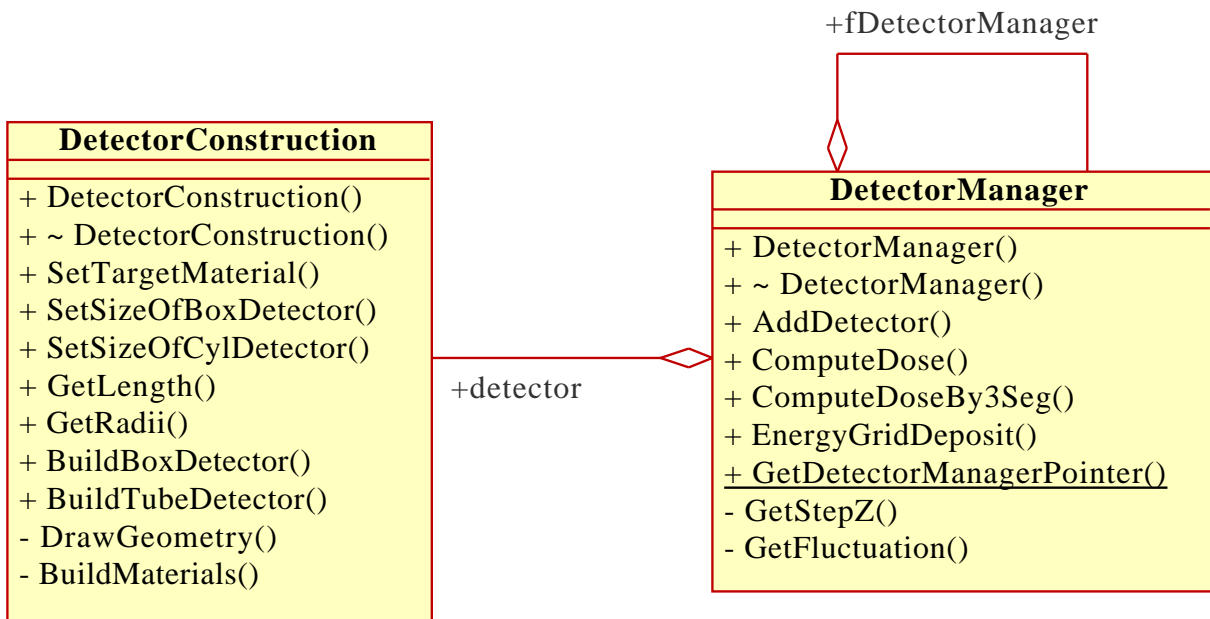 +fDetectorManager
DetectorConstruction
+ DetectorConstruction()
+ ~ DetectorConstruction()
+ SetTargetMaterial()
+ SetSizeOfBoxDetector()
+ SetSizeOfCylDetector()
+ GetLength()
+ GetRadii()
+ BuildBoxDetector()
+ BuildTubeDetector()
- DrawGeometry()
- BuildMaterials()
+detector
DetectorManager
+ DetectorManager()
+ ~ DetectorManager()
+ AddDetector()
+ ComputeDose()
+ ComputeDoseBy3Seg()
+ EnergyGridDeposit()
+ GetDetectorManagerPointer()
- GetStepZ()
- GetFluctuation()